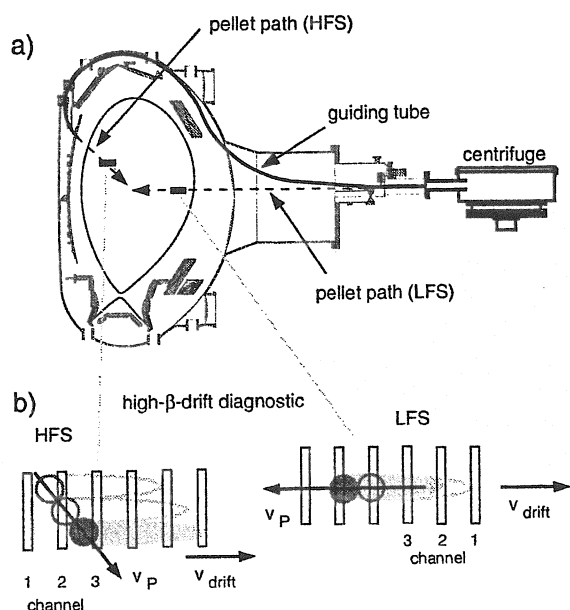 a)
pellet path (HFS)
guiding tube
centrifuge
pellet path (LFS)
b)
high-β-drift diagnostic
HFS
LFS
v_P
v_drift
3 2 1
channel
1 2 3
v_P
v_drift
channel